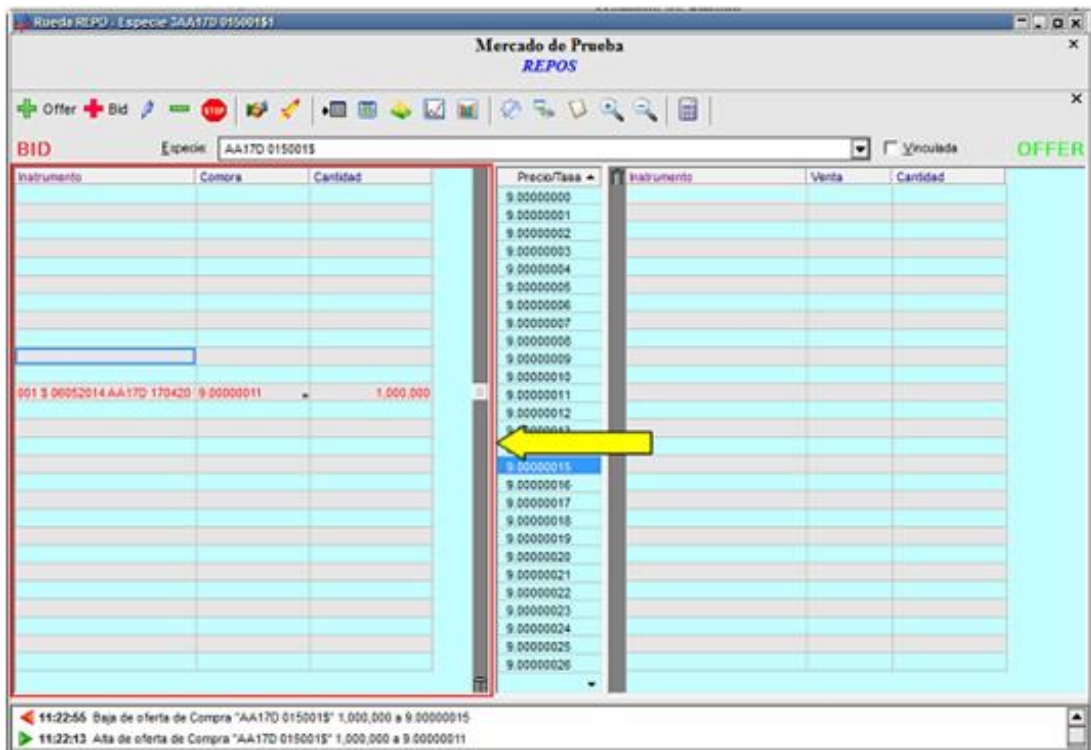 Rueda REPO - Especie
Mercado de Prueba
REPOS
Offer Bid STOP
BID Especie: AA17D 015001$ Vinculada OFFER
Instrumento Compra Cantidad Precio/Tasa Instrumento Venta Cantidad
9.00000000
9.00000001
9.00000002
9.00000003
9.00000004
9.00000005
9.00000006
9.00000007
9.00000008
9.00000009
9.00000010
001 $ 06052014 AA17D 170420 9.00000011 1,000,000 9.00000011
9.00000012
9.00000015
9.00000016
9.00000017
9.00000018
9.00000019
9.00000020
9.00000021
9.00000022
9.00000023
9.00000024
9.00000025
9.00000026
11:22:55 Baja de oferta de Compra "AA17D 015001$" 1,000,000 a 9.00000015
11:22:13 Alta de oferta de Compra "AA17D 015001$" 1,000,000 a 9.00000011